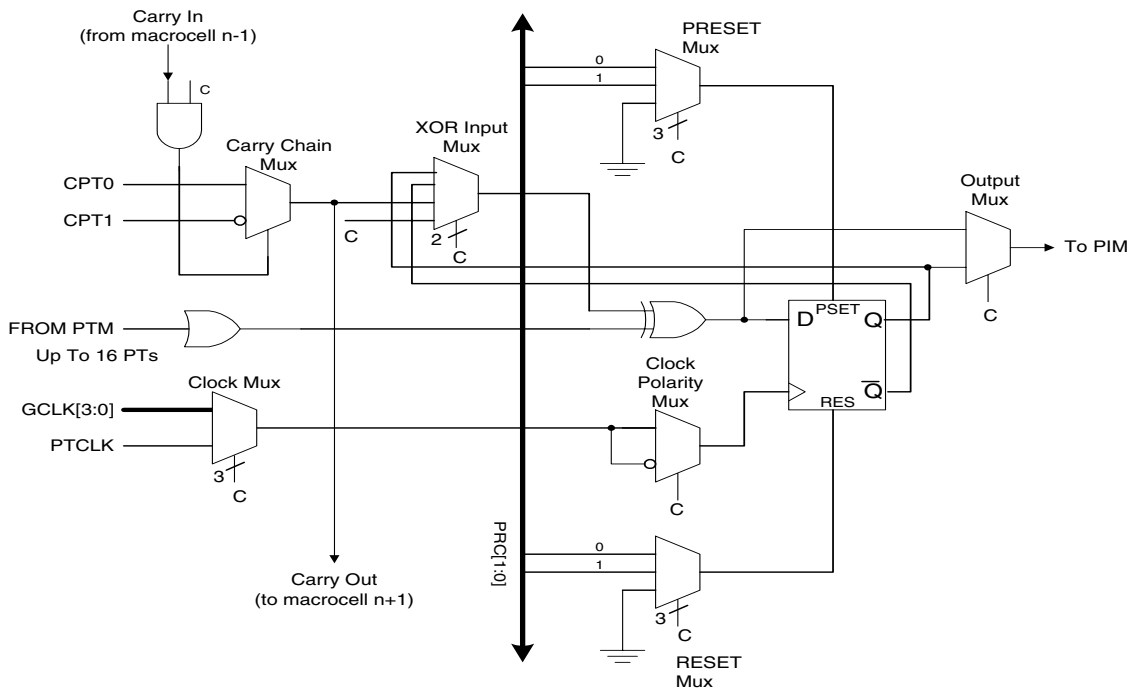 Carry In
(from macrocell n-1)
C
PRESET
Mux
0
1
3
C
XOR Input
Mux
Carry Chain
Mux
CPT0
CPT1
C
2
C
Output
Mux
To PIM
C
FROM PTM
Up To 16 PTs
D
PSET
Q
Q̅
RES
Clock
Polarity
Mux
C
Clock Mux
GCLK[3:0]
PTCLK
3
C
PRC[1:0]
0
1
3
C
RESET
Mux
Carry Out
(to macrocell n+1)